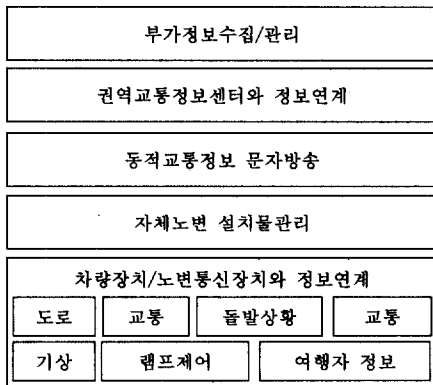 부가정보수집/관리
권역교통정보센터와 정보연계
동적교통정보 문자방송
자체노변 설치물관리
차량장치/노변통신장치와 정보연계
도로 교통 돌발상황 교통
기상 램프제어 여행자 정보